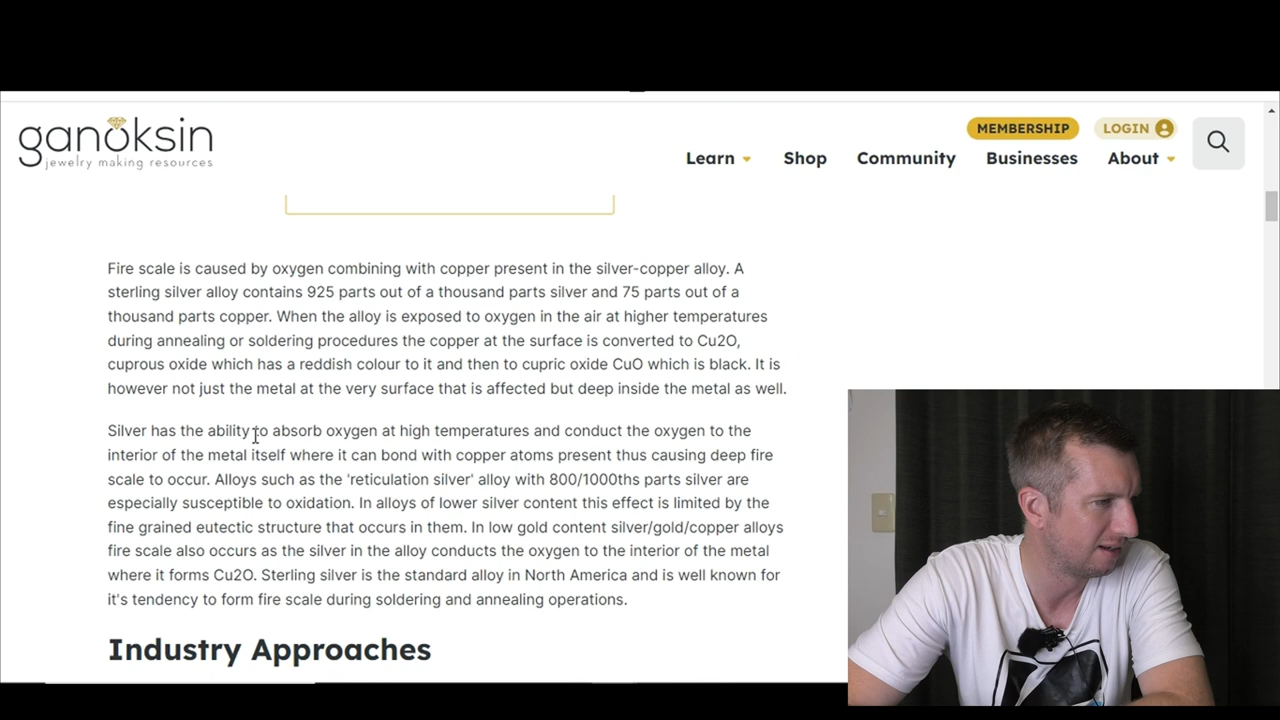 ganoksin
jewelry making resources
MEMBERSHIP
LOGIN
Learn
Shop
Community
Businesses
About
Fire scale is caused by oxygen combining with copper present in the silver-copper alloy. A
sterling silver alloy contains 925 parts out of a thousand parts silver and 75 parts out of a
thousand parts copper. When the alloy is exposed to oxygen in the air at higher temperatures
during annealing or soldering procedures the copper at the surface is converted to Cu2O,
cuprous oxide which has a reddish colour to it and then to cupric oxide CuO which is black. It is
however not just the metal at the very surface that is affected but deep inside the metal as well.
Silver has the ability to absorb oxygen at high temperatures and conduct the oxygen to the
interior of the metal itself where it can bond with copper atoms present thus causing deep fire
scale to occur. Alloys such as the 'reticulation silver' alloy with 800/1000ths parts silver are
especially susceptible to oxidation. In alloys of lower silver content this effect is limited by the
fine grained eutectic structure that occurs in them. In low gold content silver/gold/copper alloys
fire scale also occurs as the silver in the alloy conducts the oxygen to the interior of the metal
where it forms Cu2O. Sterling silver is the standard alloy in North America and is well known for
it's tendency to form fire scale during soldering and annealing operations.
Industry Approaches